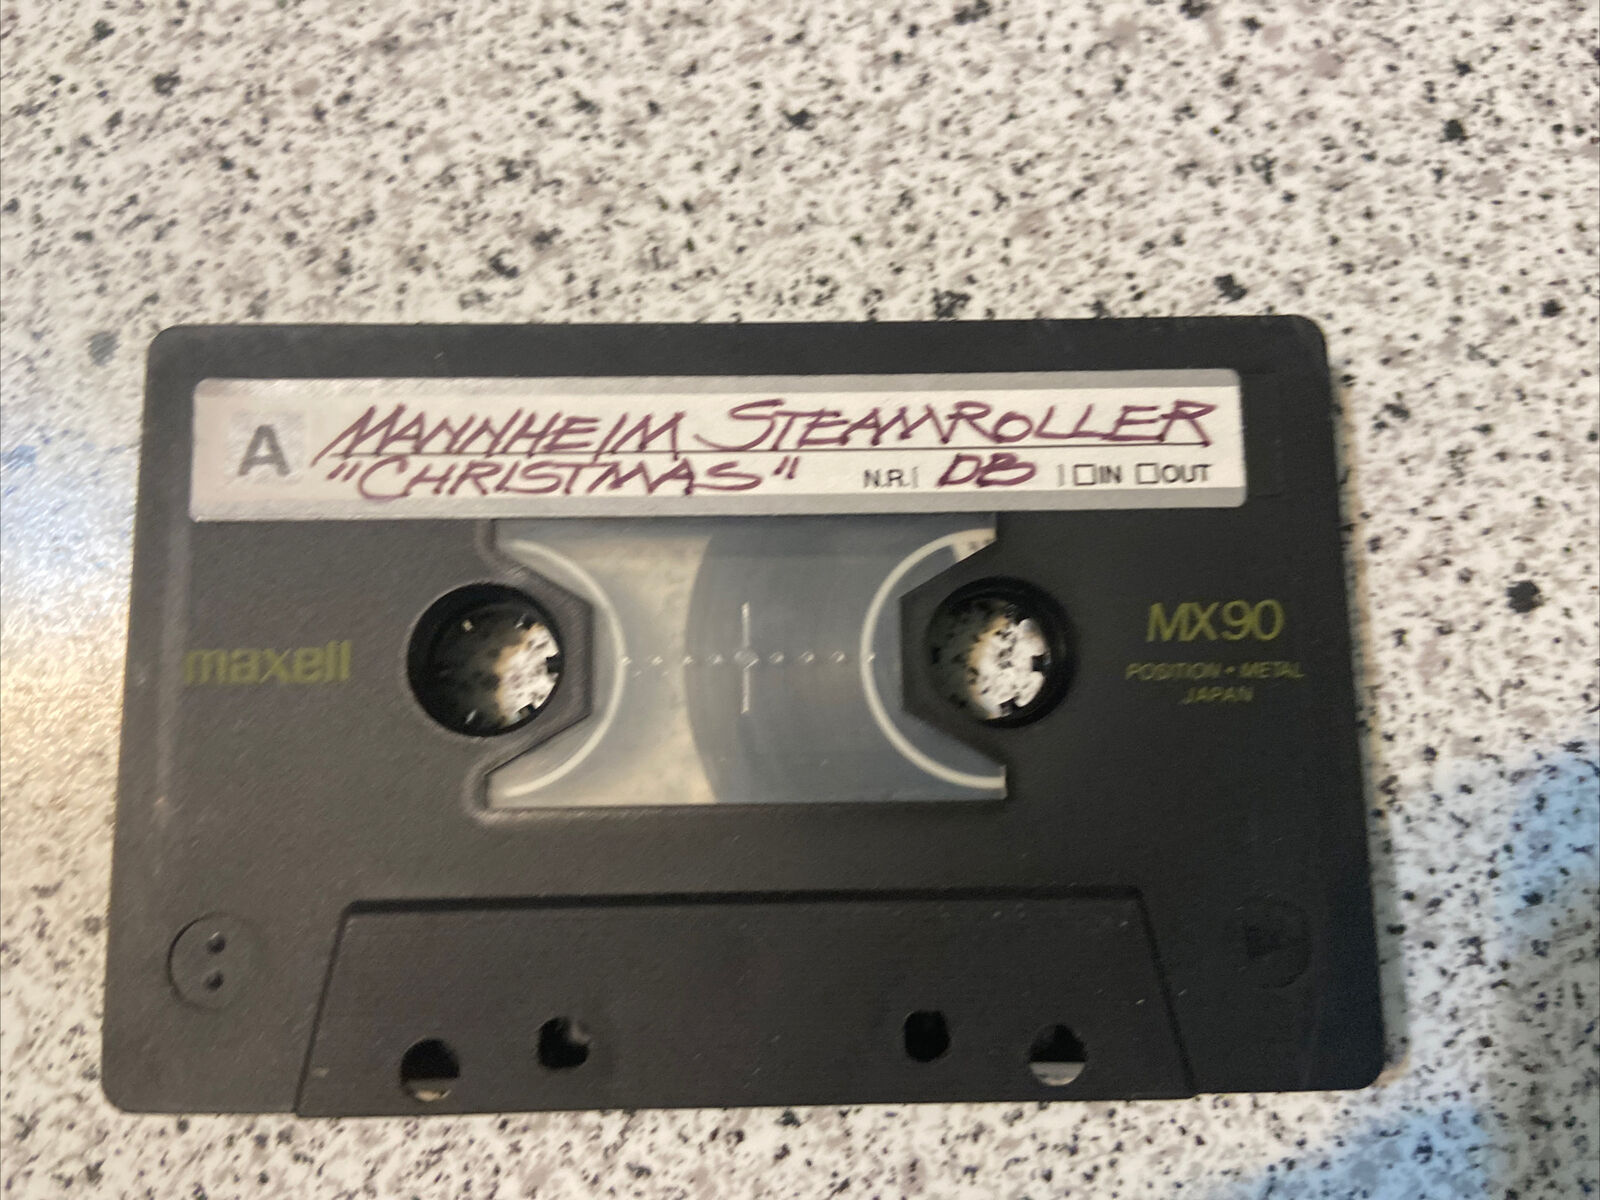 A
MANNHEIM STEAMROLLER
"CHRISTMAS" N.R. DB IN OUT
maxell
MX90
POSITION • METAL
JAPAN